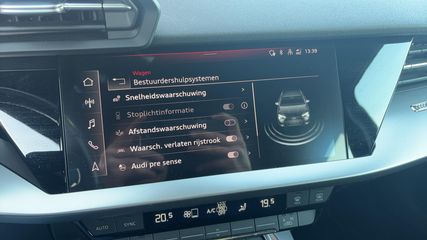 13:39
Wagen
Bestuurdershulpsystemen
Snelheidswaarschuwing
Stoplichtinformatie
Afstandswaarschuwing
Waarsch. verlaten rijstrook
Audi pre sense
AUTO
SYNC
20.5
A/C
19.5